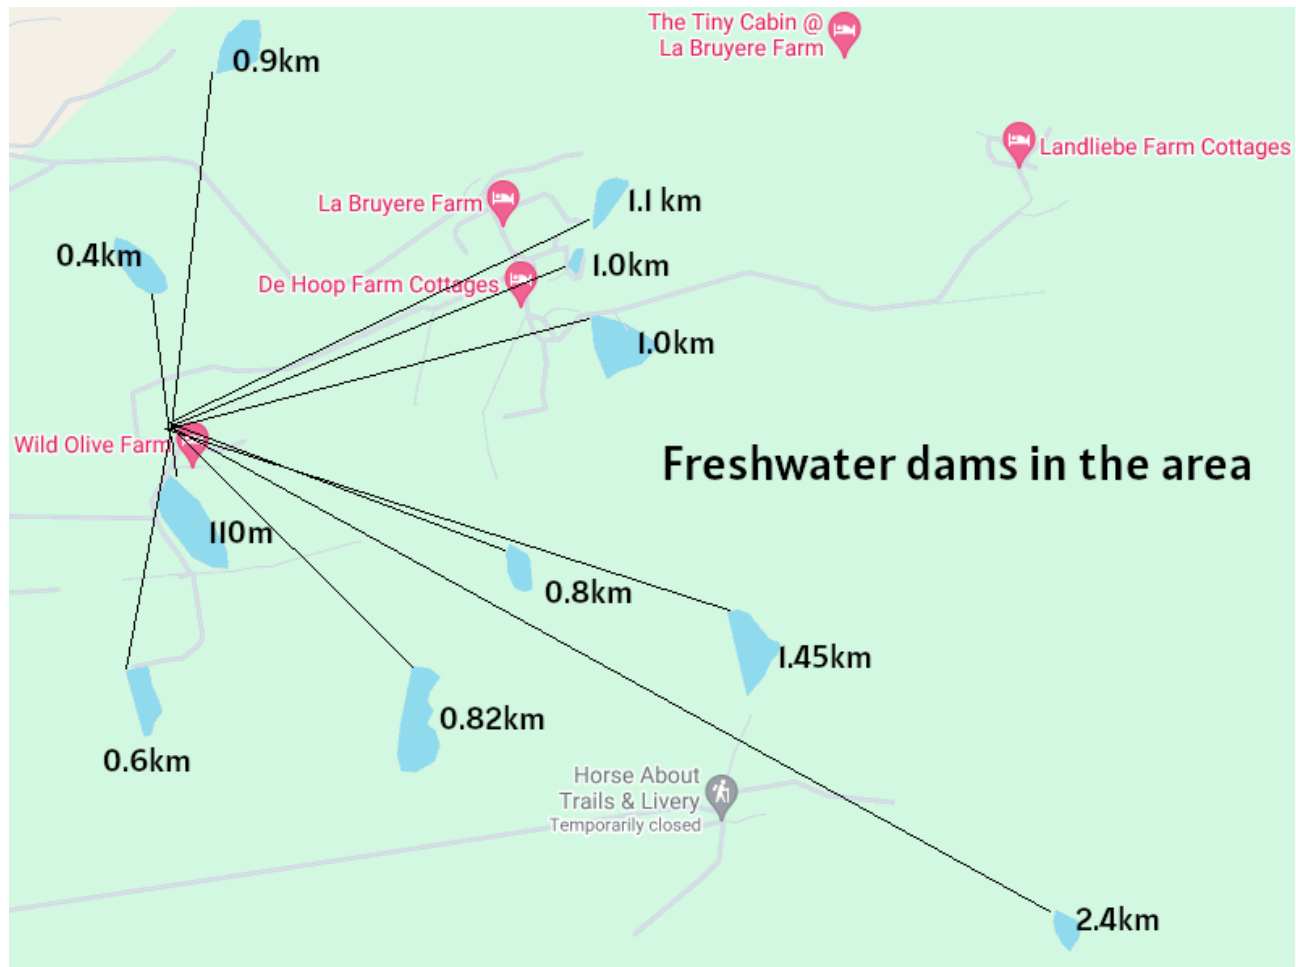 The Tiny Cabin @
La Bruyere Farm
0.9km
Landliebe Farm Cottages
La Bruyere Farm
1.1 km
0.4km
1.0km
De Hoop Farm Cottages
1.0km
Wild Olive Farm
Freshwater dams in the area
110m
0.8km
1.45km
0.82km
0.6km
Horse About
Trails & Livery
Temporarily closed
2.4km